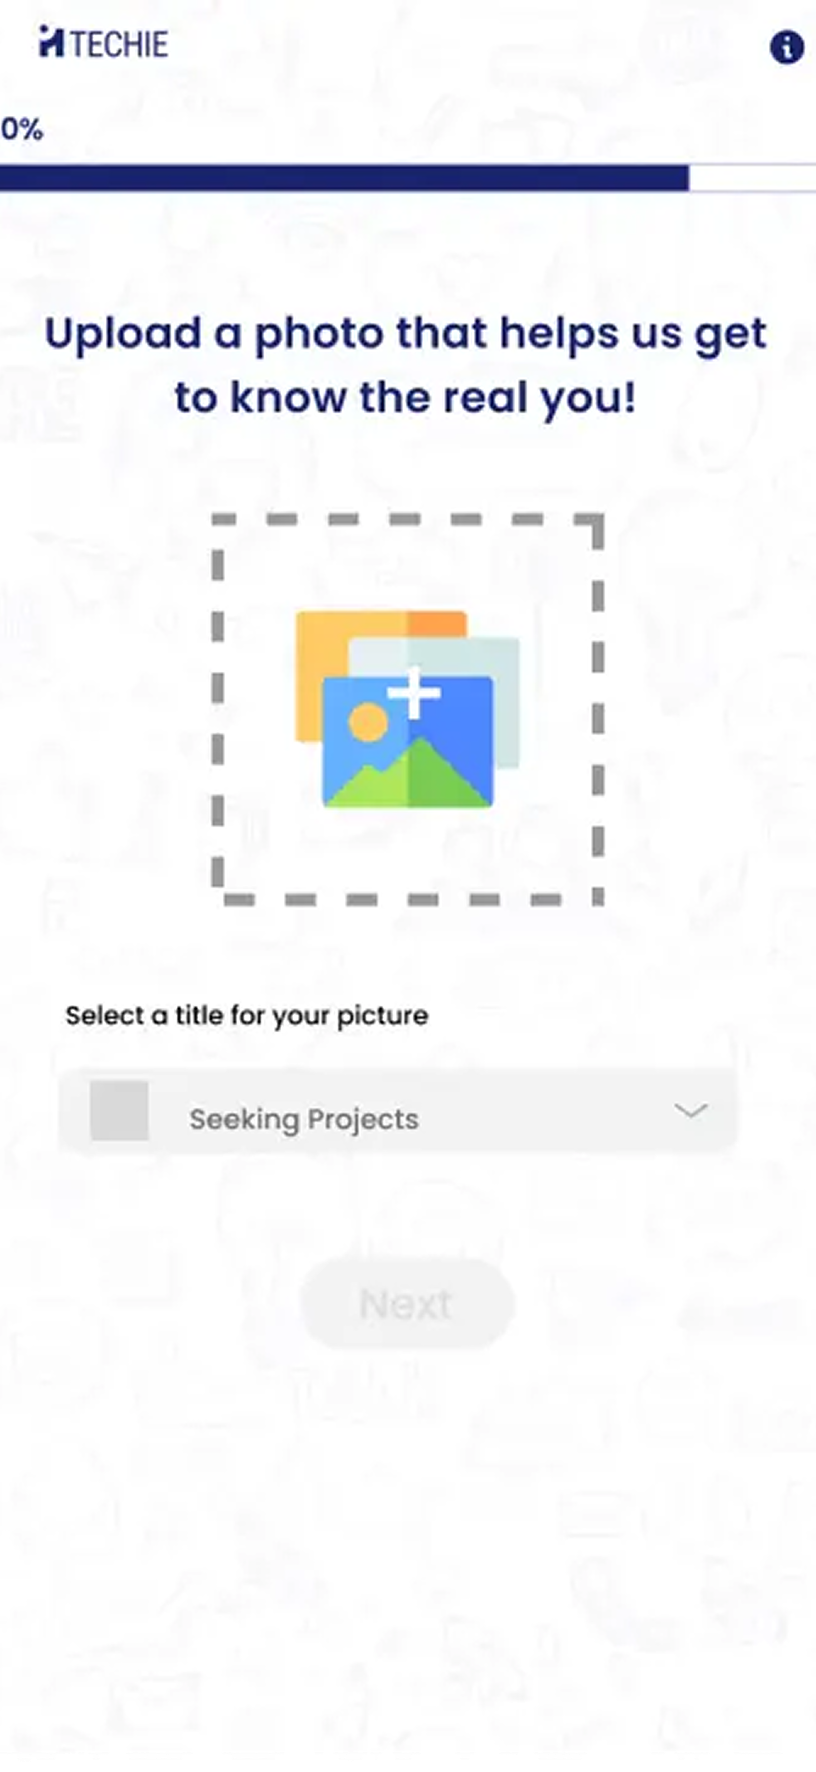 TECHIE
0%
Upload a photo that helps us get
to know the real you!
Select a title for your picture
Seeking Projects
Next